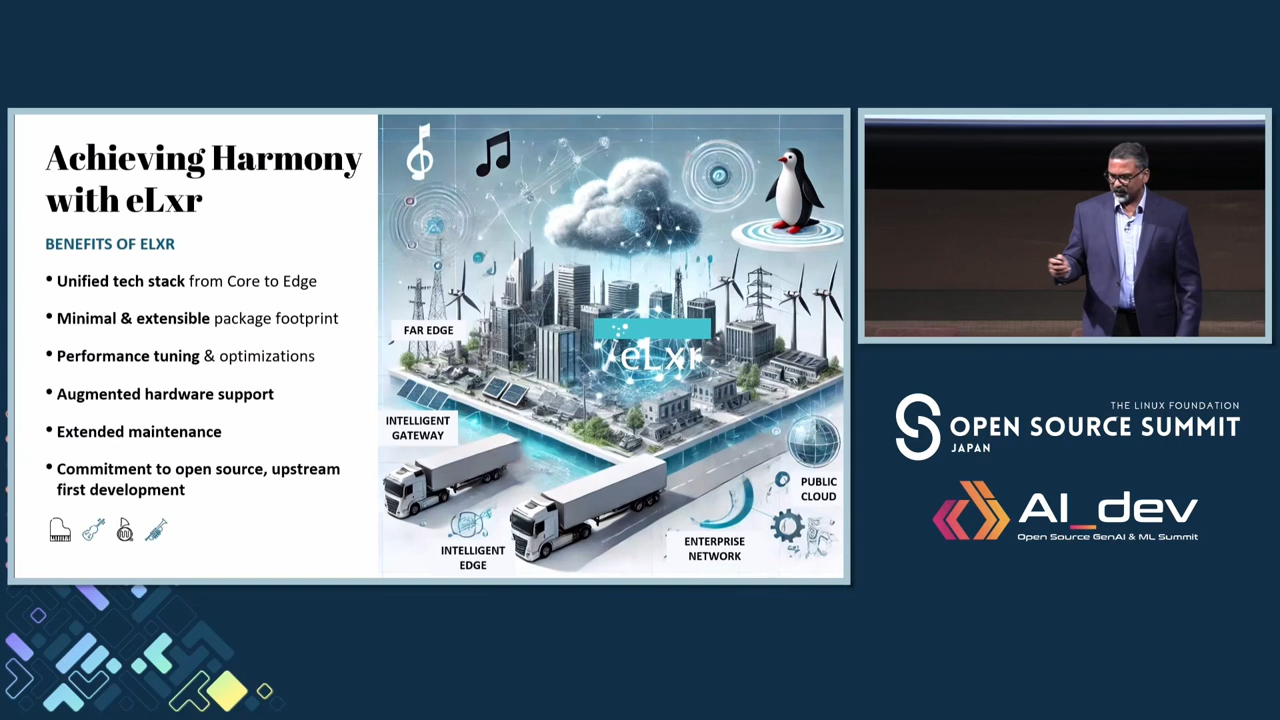 Achieving Harmony
with eLxr
BENEFITS OF ELXR
• Unified tech stack from Core to Edge
• Minimal & extensible package footprint
• Performance tuning & optimizations
• Augmented hardware support
• Extended maintenance
• Commitment to open source, upstream
first development
FAR EDGE
eLxr
INTELLIGENT
GATEWAY
PUBLIC
CLOUD
ENTERPRISE
NETWORK
INTELLIGENT
EDGE
THE LINUX FOUNDATION
OPEN SOURCE SUMMIT
JAPAN
AI_dev
Open Source GenAI & ML Summit